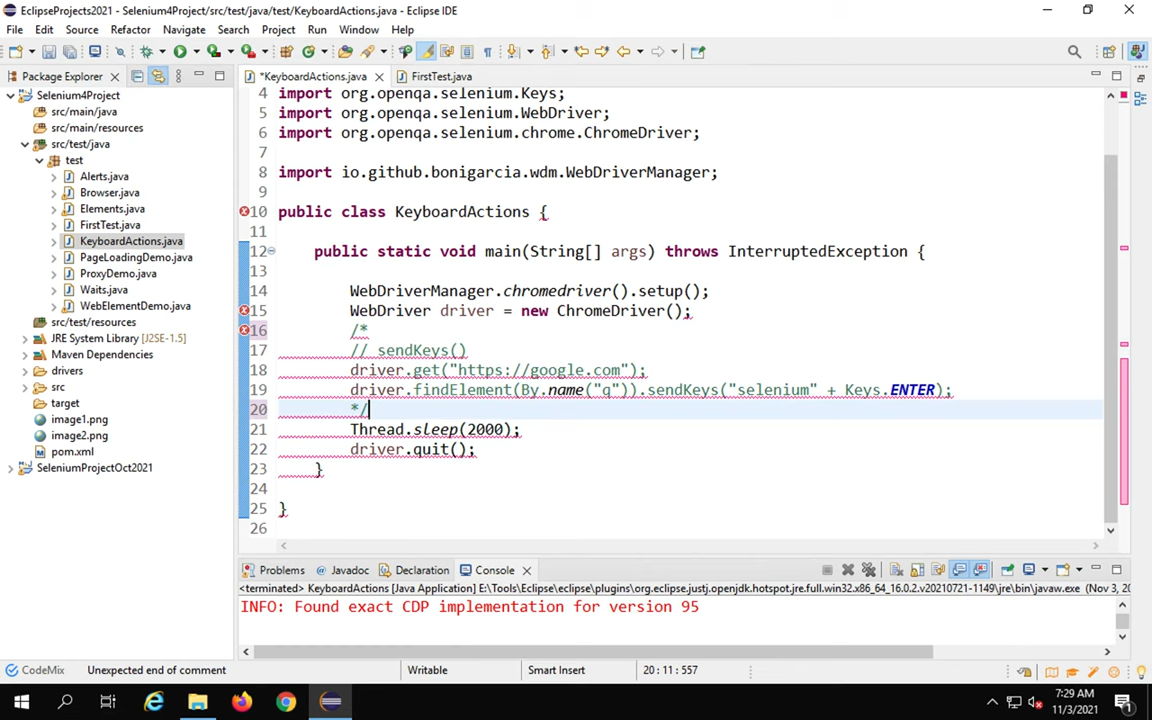 EclipseProjects2021 - Selenium4Project/src/test/java/test/KeyboardActions.java - Eclipse IDE
File Edit Source Refactor Navigate Search Project Run Window Help
Package Explorer
*KeyboardActions.java
FirstTest.java
Selenium4Project
src/main/java
src/main/resources
src/test/java
test
Alerts.java
Browser.java
Elements.java
FirstTest.java
KeyboardActions.java
PageLoadingDemo.java
ProxyDemo.java
Waits.java
WebElementDemo.java
src/test/resources
JRE System Library [J2SE-1.5]
Maven Dependencies
drivers
src
target
image1.png
image2.png
pom.xml
SeleniumProjectOct2021
4 import org.openqa.selenium.Keys;
5 import org.openqa.selenium.WebDriver;
6 import org.openqa.selenium.chrome.ChromeDriver;
7
8 import io.github.bonigarcia.wdm.WebDriverManager;
9
10 public class KeyboardActions {
11
12 public static void main(String[] args) throws InterruptedException {
13
14 WebDriverManager.chromedriver().setup();
15 WebDriver driver = new ChromeDriver();
16 /*
17 // sendKeys()
18 driver.get("https://google.com");
19 driver.findElement(By.name("q")).sendKeys("selenium" + Keys.ENTER);
20 */
21 Thread.sleep(2000);
22 driver.quit();
23 }
24
25 }
26
Problems @ Javadoc Declaration Console
<terminated> KeyboardActions [Java Application] E:\Tools\Eclipse\eclipse\plugins\org.eclipse.justj.openjdk.hotspot.jre.full.win32.x86_64_16.0.2.v20210721-1149\jre\bin\javaw.exe (Nov 3, 20
INFO: Found exact CDP implementation for version 95
CodeMix
Unexpected end of comment
Writable
Smart Insert
20 : 11 : 557
7:29 AM
11/3/2021
1